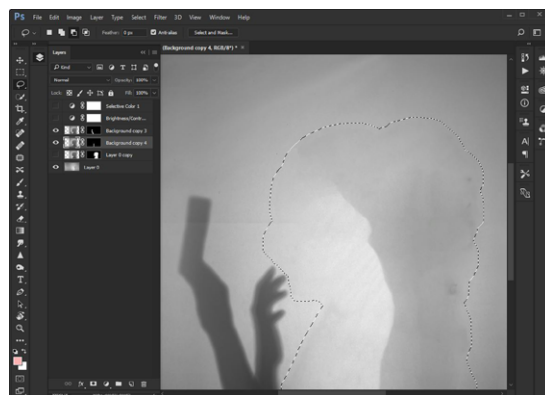 Ps File Edit Image Layer Type Select Filter 3D View Window Help
Feather: 0 px Anti-alias Select and Mask...
Layers
(Background copy 4, RGB/8*) * ×
Kind
Normal Opacity: 100%
Lock: Fill: 100%
Selective Color 1
Brightness/Contr...
Background copy 3
Background copy 4
Layer 0 copy
Layer 0
fx